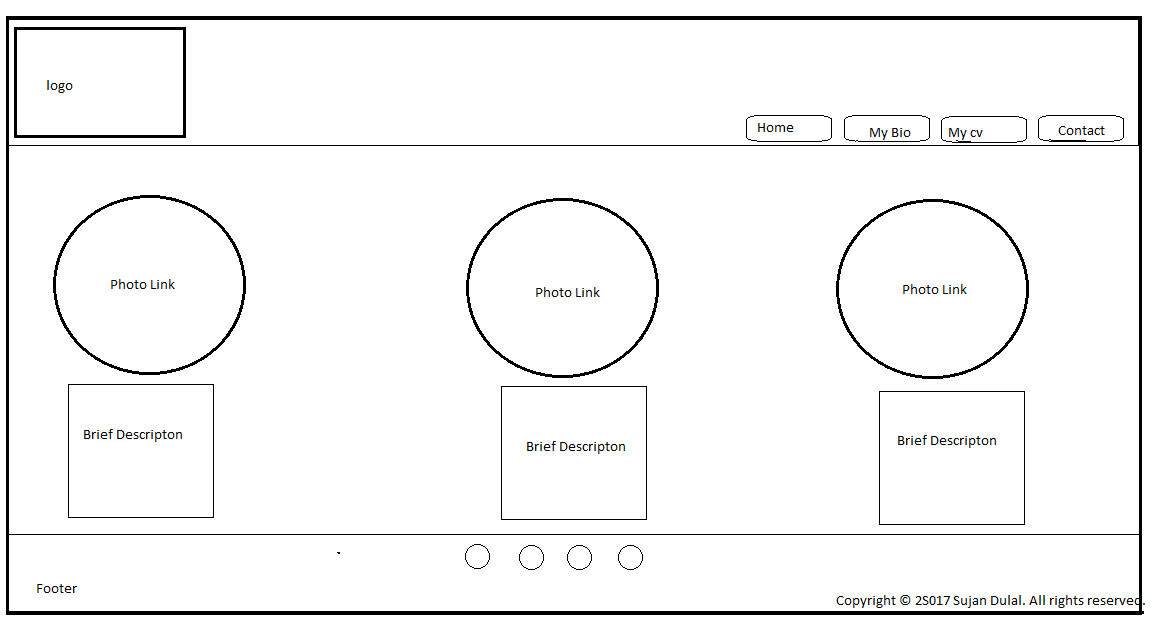 logo
Home
My Bio
My cv
Contact
Photo Link
Photo Link
Photo Link
Brief Descripton
Brief Descripton
Brief Descripton
Footer
Copyright © 2S017 Sujan Dulal. All rights reserved.